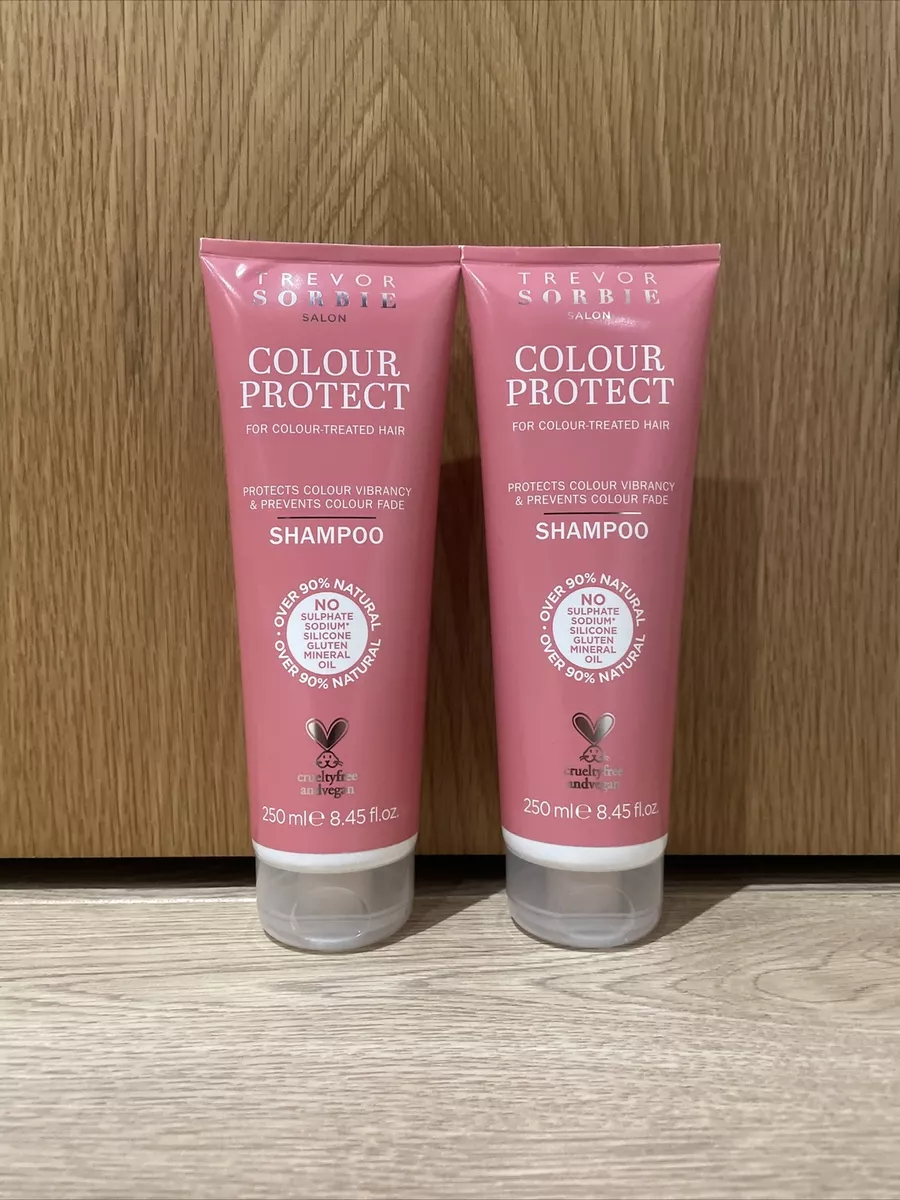 TREVOR
SORBIE
SALON
COLOUR
PROTECT
FOR COLOUR-TREATED HAIR
PROTECTS COLOUR VIBRANCY
& PREVENTS COLOUR FADE
SHAMPOO
• OVER 90% NATURAL • OVER 90% NATURAL
NO
SULPHATE
SODIUM*
SILICONE
GLUTEN
MINERAL
OIL
crueltyfree
andvegan
250 ml e 8.45 fl.oz.
TREVOR
SORBIE
SALON
COLOUR
PROTECT
FOR COLOUR-TREATED HAIR
PROTECTS COLOUR VIBRANCY
& PREVENTS COLOUR FADE
SHAMPOO
• OVER 90% NATURAL • OVER 90% NATURAL
NO
SULPHATE
SODIUM*
SILICONE
GLUTEN
MINERAL
OIL
crueltyfree
andvegan
250 ml e 8.45 fl.oz.